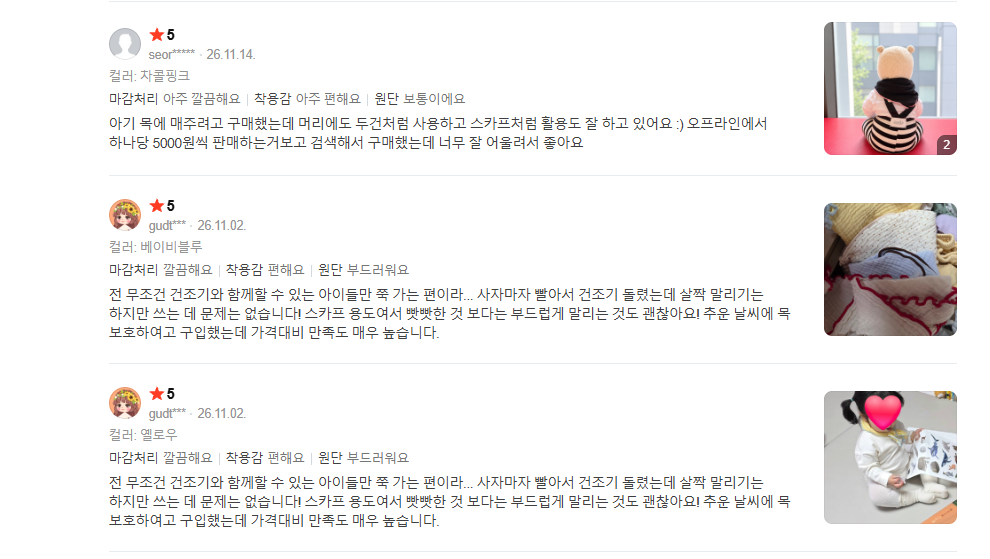 5
seor***** · 26.11.14.
컬러: 차콜핑크
마감처리 아주 깔끔해요 | 착용감 아주 편해요 | 원단 보통이에요
아기 목에 매주려고 구매했는데 머리에도 두건처럼 사용하고 스카프처럼 활용도 잘 하고 있어요 :) 오프라인에서
하나당 5000원씩 판매하는거보고 검색해서 구매했는데 너무 잘 어울려서 좋아요
2
5
gudt*** · 26.11.02.
컬러: 베이비블루
마감처리 깔끔해요 | 착용감 편해요 | 원단 부드러워요
전 무조건 건조기와 함께할 수 있는 아이들만 쭉 가는 편이라... 사자마자 빨아서 건조기 돌렸는데 살짝 말리기는
하지만 쓰는 데 문제는 없습니다! 스카프 용도여서 빳빳한 것 보다는 부드럽게 말리는 것도 괜찮아요! 추운 날씨에 목
보호하여고 구입했는데 가격대비 만족도 매우 높습니다.
5
gudt*** · 26.11.02.
컬러: 옐로우
마감처리 깔끔해요 | 착용감 편해요 | 원단 부드러워요
전 무조건 건조기와 함께할 수 있는 아이들만 쭉 가는 편이라... 사자마자 빨아서 건조기 돌렸는데 살짝 말리기는
하지만 쓰는 데 문제는 없습니다! 스카프 용도여서 빳빳한 것 보다는 부드럽게 말리는 것도 괜찮아요! 추운 날씨에 목
보호하여고 구입했는데 가격대비 만족도 매우 높습니다.